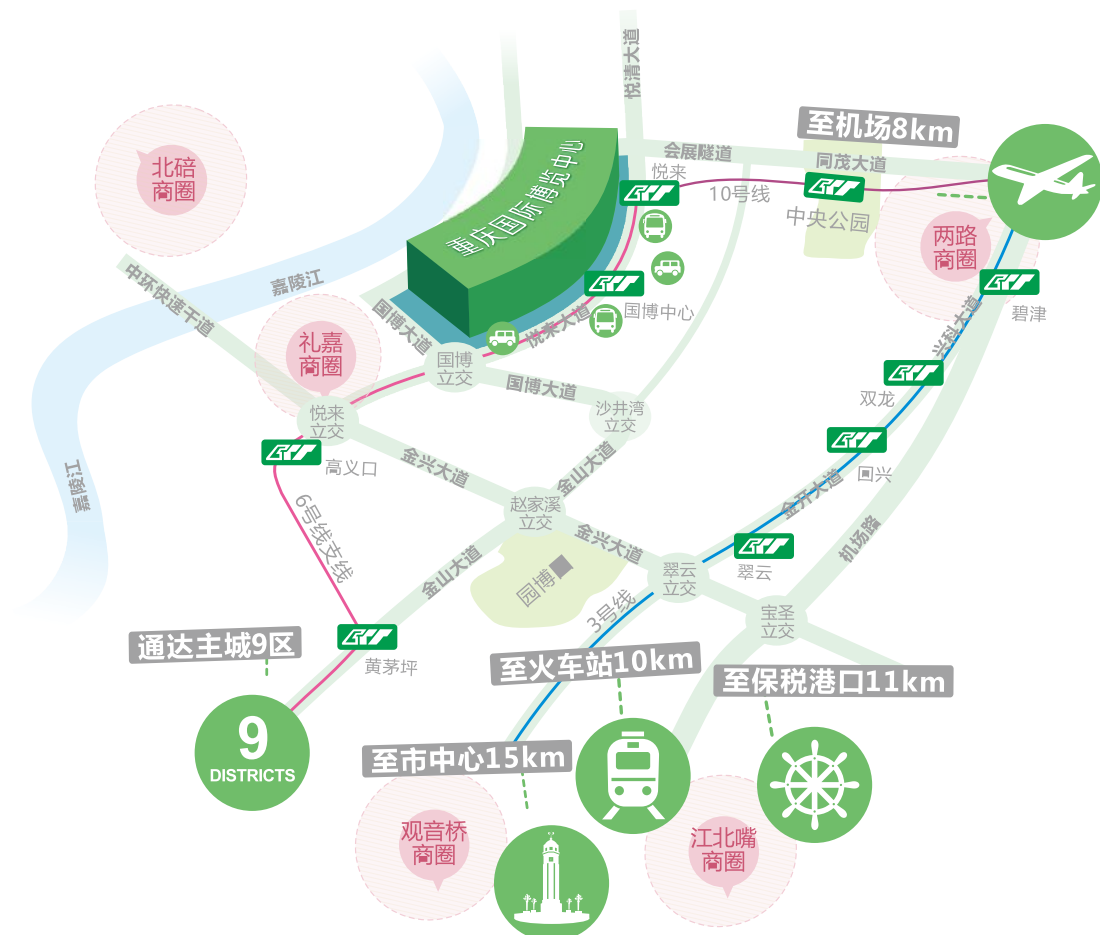 悦清大道
至机场8km
会展隧道
同茂大道
悦来
10号线
中央公园
北碚
商圈
重庆国际博览中心
两路
商圈
中环快速干道
嘉陵江
国博大道
国博中心
悦来大道
碧津
兴科大道
礼嘉
商圈
国博
立交
国博大道
双龙
悦来
立交
沙井湾
立交
高义口
金兴大道
金山大道
回兴
金开大道
嘉陵江
6号线支线
赵家溪
立交
金兴大道
机场路
翠云
金山大道
园博
翠云
立交
3号线
宝圣
立交
通达主城9区
黄茅坪
至火车站10km
至保税港口11km
9
DISTRICTS
至市中心15km
观音桥
商圈
江北嘴
商圈